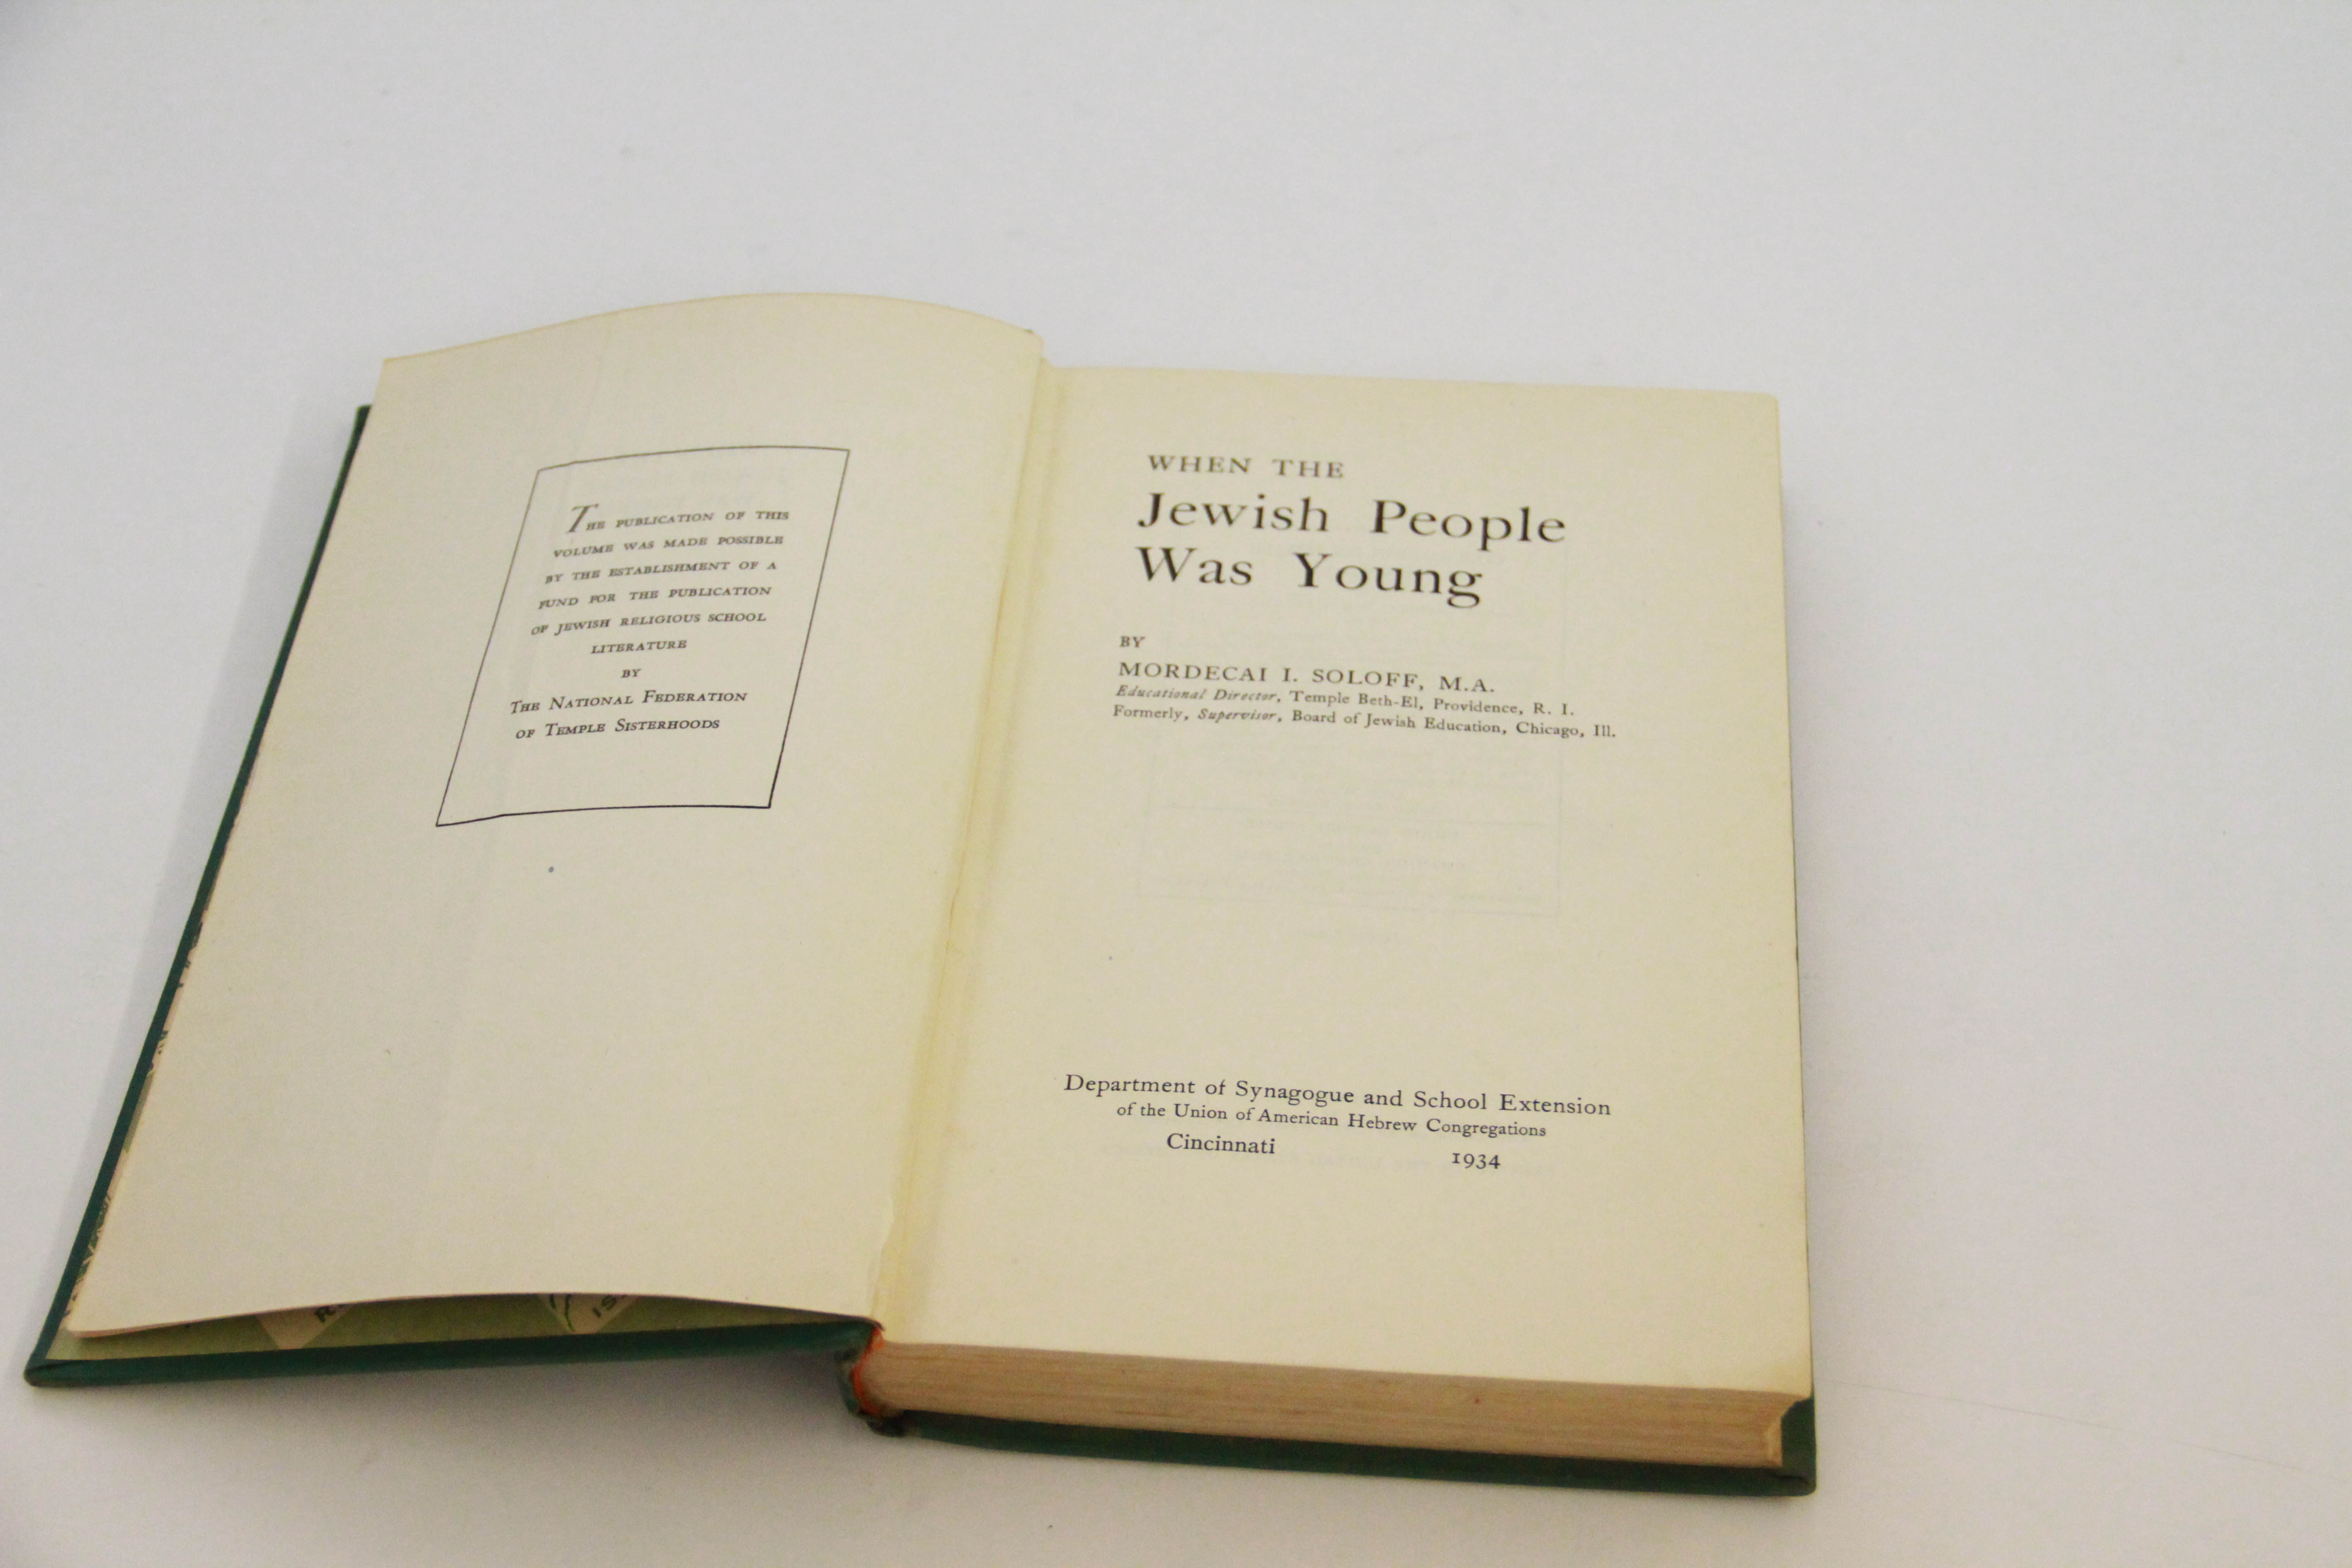 The publication of this
volume was made possible
by the establishment of a
fund for the publication
of Jewish religious school
literature
by
The National Federation
of Temple Sisterhoods
WHEN THE
Jewish People
Was Young
BY
MORDECAI I. SOLOFF, M.A.
Educational Director, Temple Beth-El, Providence, R. I.
Formerly, Supervisor, Board of Jewish Education, Chicago, Ill.
Department of Synagogue and School Extension
of the Union of American Hebrew Congregations
Cincinnati 1934